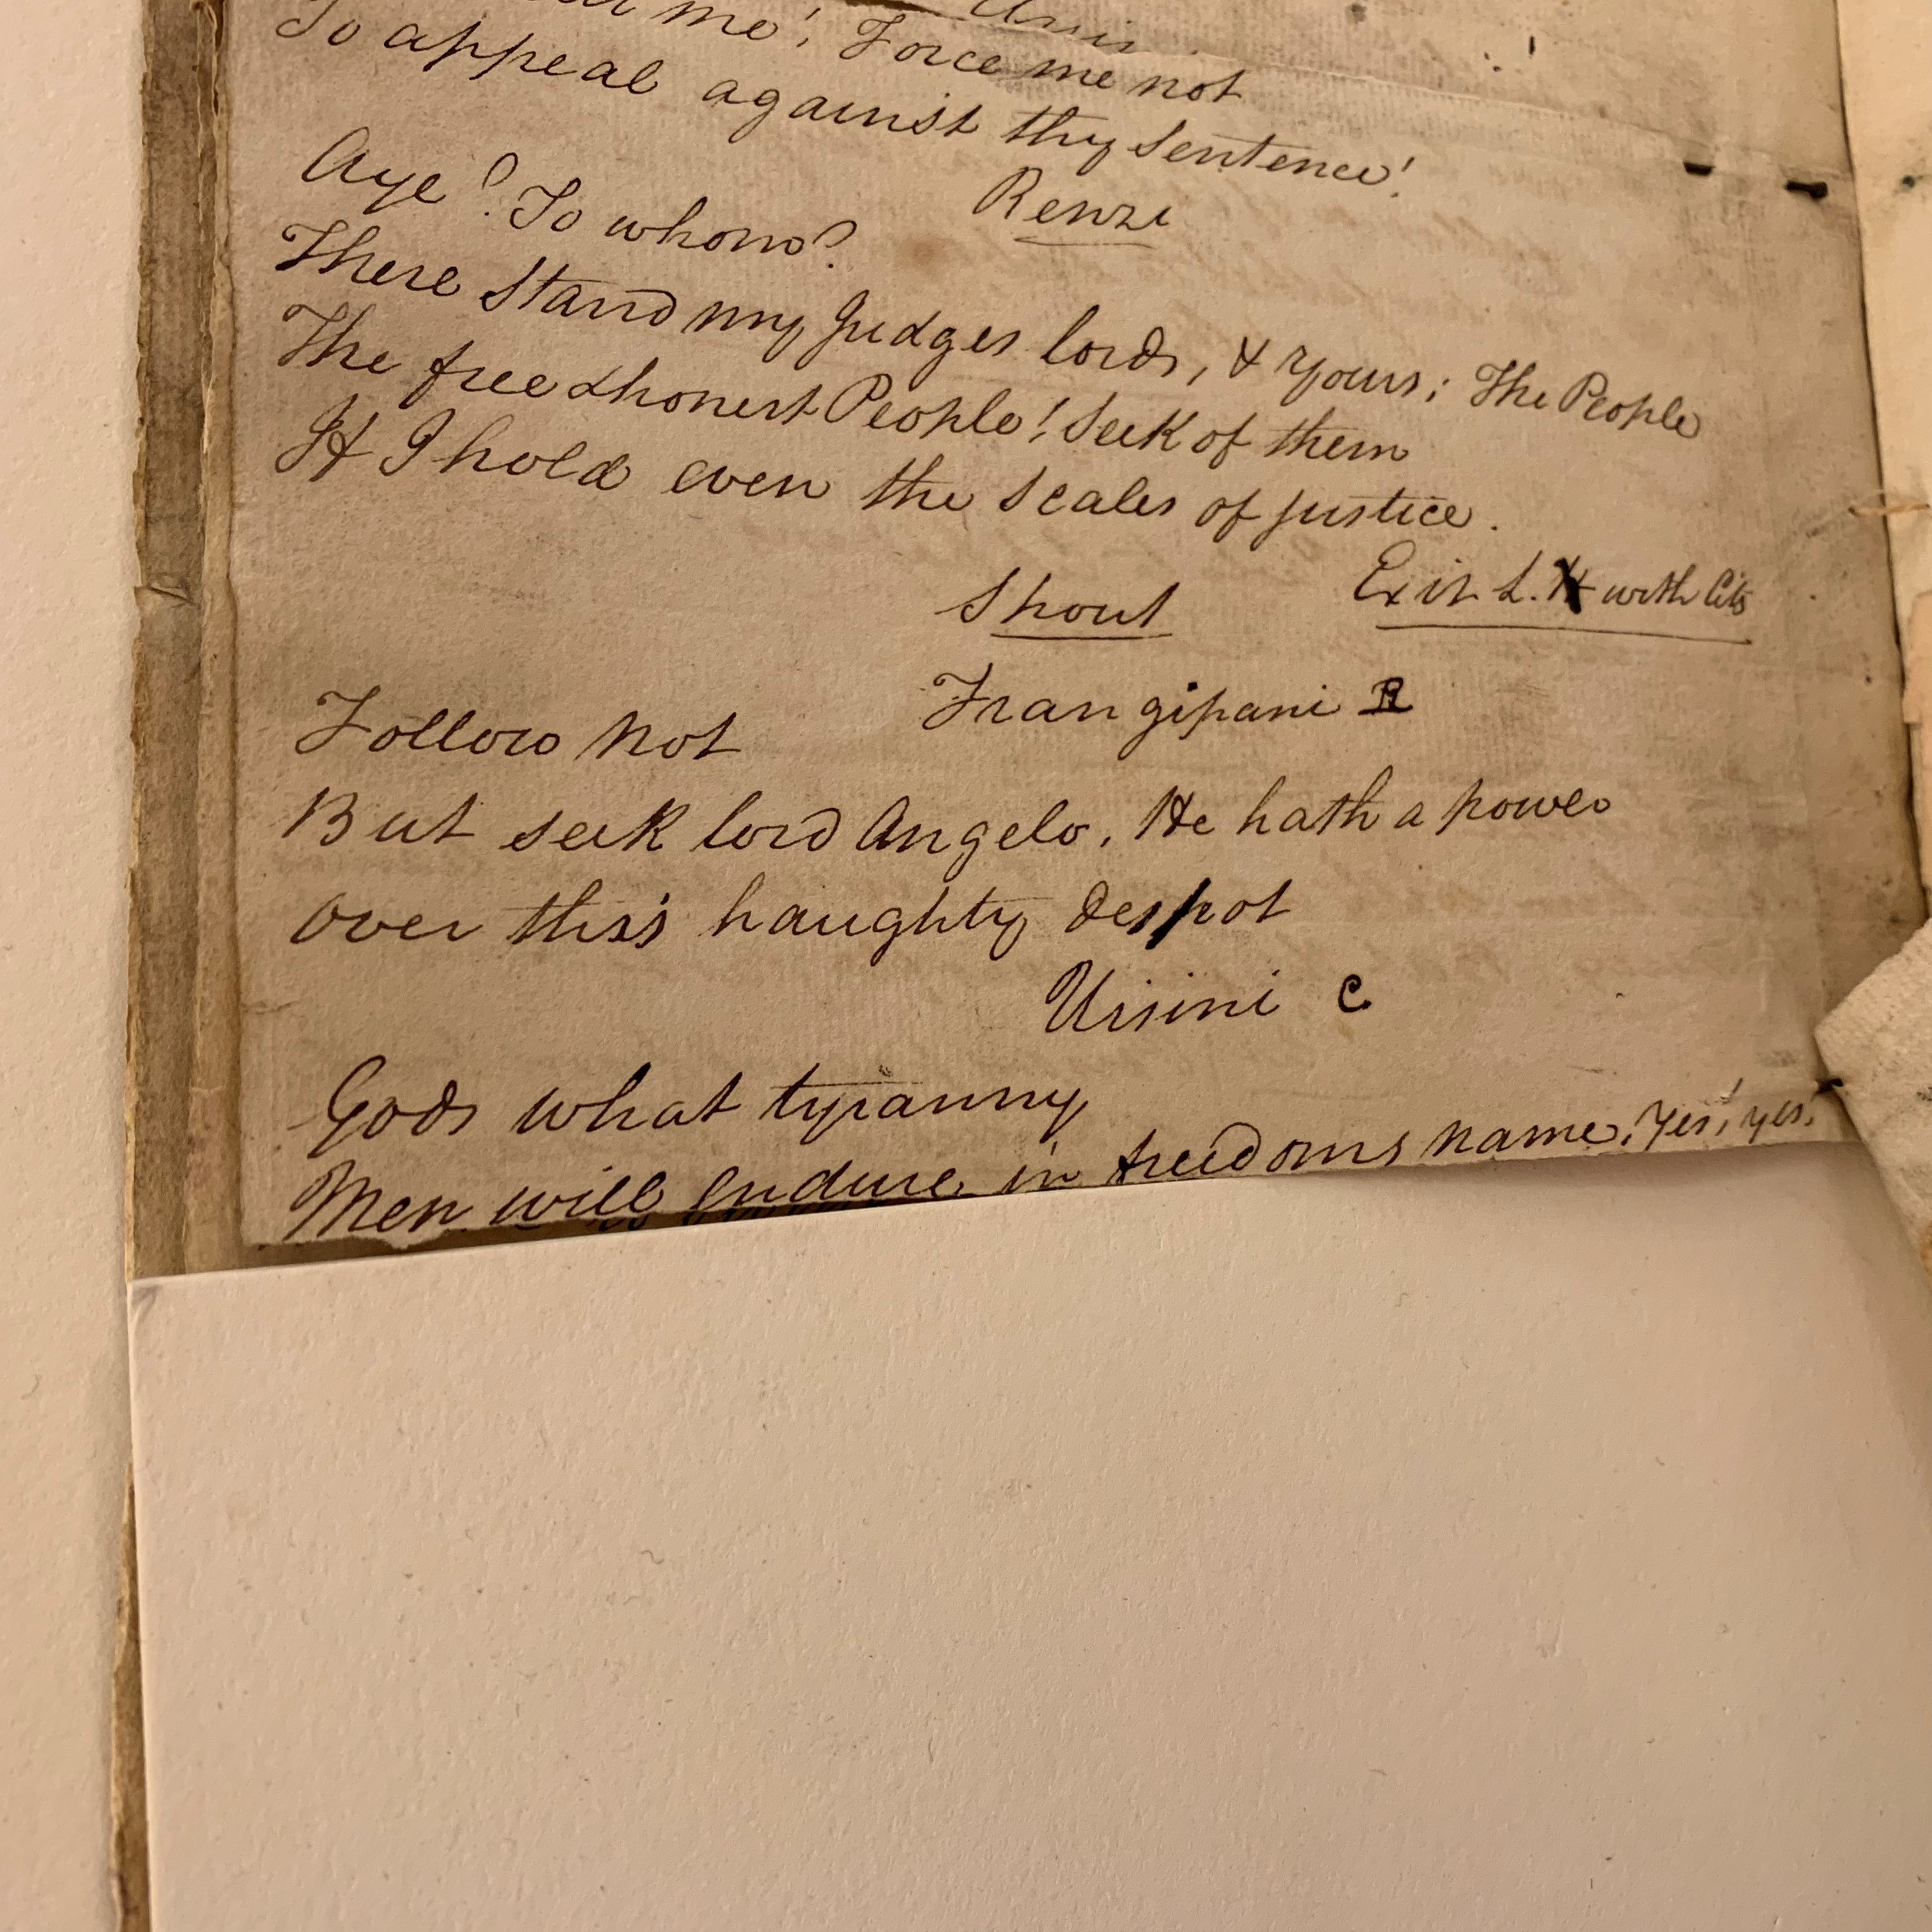 me! Force me not
To appeal against thy Sentence!
Renzi
Aye? To whom?
There stand my Judges lords, & yours; The People
The free & honest People! Seek of them
If I hold even the Scales of justice.
Shout
Exit L. with Cits
Frangipani R
Follow not
But seek lord Angelo. He hath a power
Over this haughty despot
Ursini C
Gods what tyranny
Men will endure in freedoms name. Yes! yes!